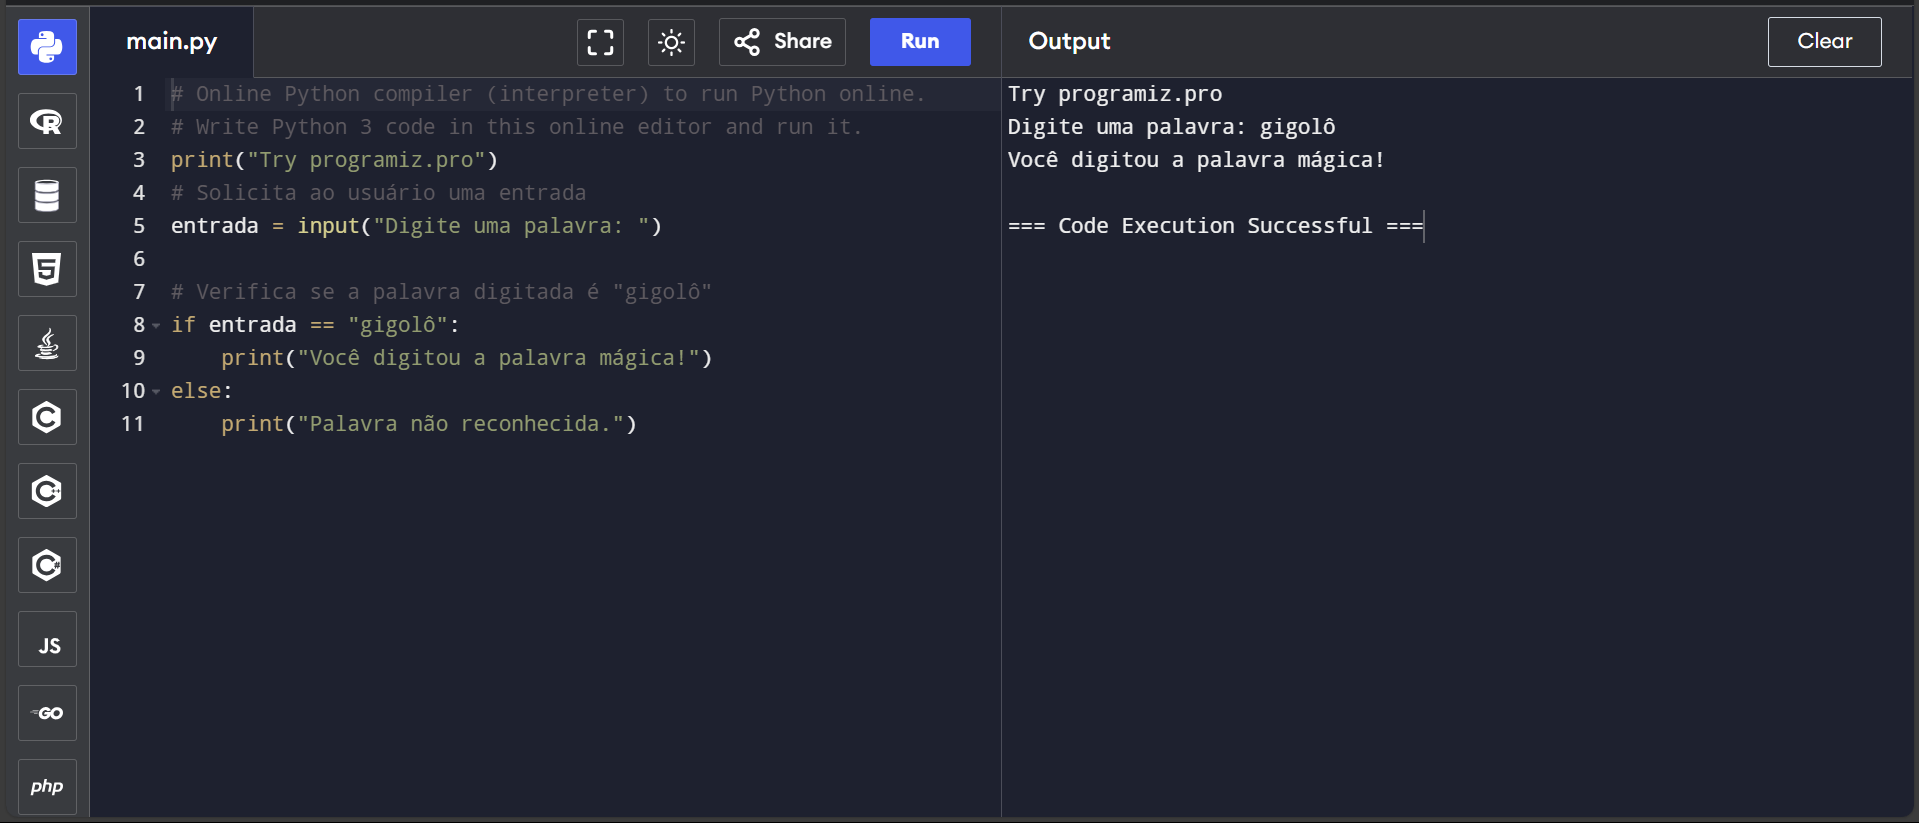 main.py
Share
Run
Output
Clear
1 # Online Python compiler (interpreter) to run Python online.
2 # Write Python 3 code in this online editor and run it.
3 print("Try programiz.pro")
4 # Solicita ao usuário uma entrada
5 entrada = input("Digite uma palavra: ")
6
7 # Verifica se a palavra digitada é "gigolô"
8 if entrada == "gigolô":
9     print("Você digitou a palavra mágica!")
10 else:
11     print("Palavra não reconhecida.")
Try programiz.pro
Digite uma palavra: gigolô
Você digitou a palavra mágica!
=== Code Execution Successful ===
R
5
C
C++
C#
JS
GO
php